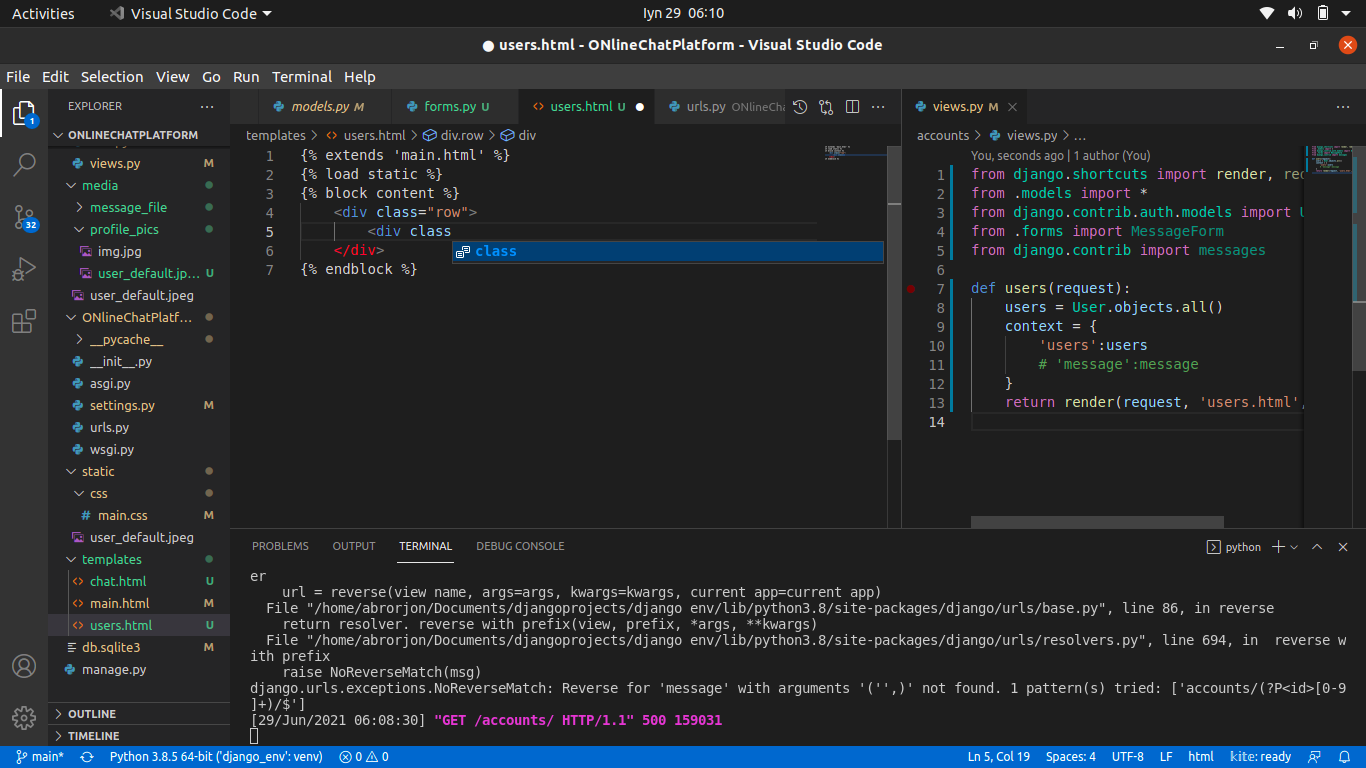 Activities
Visual Studio Code
Iyn 29 06:10
● users.html - ONlineChatPlatform - Visual Studio Code
File Edit Selection View Go Run Terminal Help
EXPLORER
ONLINECHATPLATFORM
views.py M
media
message_file
profile_pics
img.jpg
user_default.jp... U
user_default.jpeg
ONlineChatPlatf...
__pycache__
__init__.py
asgi.py
settings.py M
urls.py
wsgi.py
static
css
main.css M
user_default.jpeg
templates
chat.html U
main.html M
users.html U
db.sqlite3 M
manage.py
OUTLINE
TIMELINE
1
32
models.py M
forms.py U
users.html U
urls.py ONlineCha
templates > users.html > div.row > div
1 {% extends 'main.html' %}
2 {% load static %}
3 {% block content %}
4 <div class="row">
5 <div class
6 </div>
7 {% endblock %}
class
views.py M
accounts > views.py > ...
You, seconds ago | 1 author (You)
1 from django.shortcuts import render, red
2 from .models import *
3 from django.contrib.auth.models import U
4 from .forms import MessageForm
5 from django.contrib import messages
6
7 def users(request):
8 users = User.objects.all()
9 context = {
10 'users':users
11 # 'message':message
12 }
13 return render(request, 'users.html',
14
PROBLEMS OUTPUT TERMINAL DEBUG CONSOLE
python
er
url = reverse(view name, args=args, kwargs=kwargs, current app=current app)
File "/home/abrorjon/Documents/djangoprojects/django env/lib/python3.8/site-packages/django/urls/base.py", line 86, in reverse
return resolver. reverse with prefix(view, prefix, *args, **kwargs)
File "/home/abrorjon/Documents/djangoprojects/django env/lib/python3.8/site-packages/django/urls/resolvers.py", line 694, in  reverse w
ith prefix
raise NoReverseMatch(msg)
django.urls.exceptions.NoReverseMatch: Reverse for 'message' with arguments '('',)' not found. 1 pattern(s) tried: ['accounts/(?P<id>[0-9
]+)/$']
[29/Jun/2021 06:08:30] "GET /accounts/ HTTP/1.1" 500 159031
main* Python 3.8.5 64-bit ('django_env': venv) 0 0 Ln 5, Col 19 Spaces: 4 UTF-8 LF html kite: ready